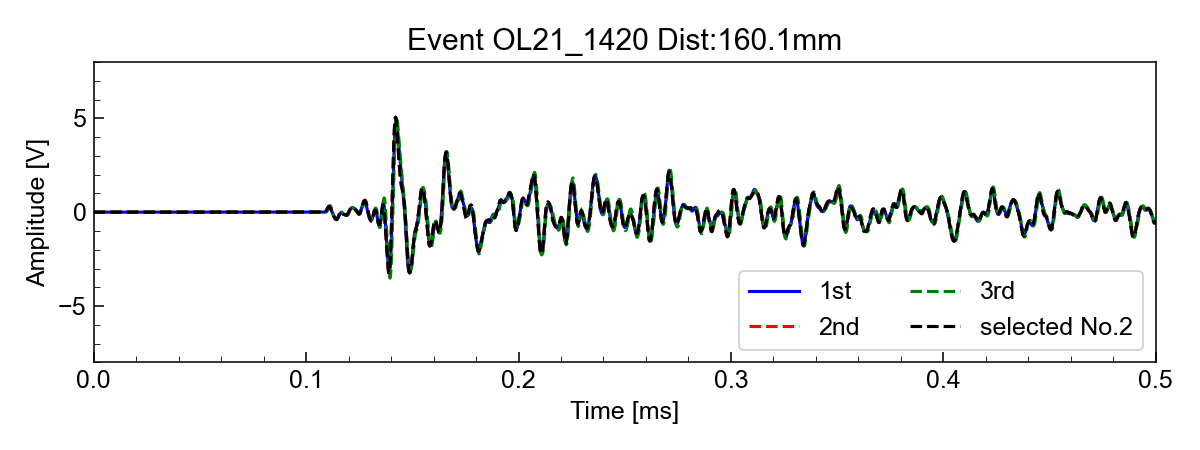 Event OL21_1420 Dist:160.1mm
5
0
−5
Amplitude [V]
1st
2nd
3rd
selected No.2
0.0 0.1 0.2 0.3 0.4 0.5
Time [ms]